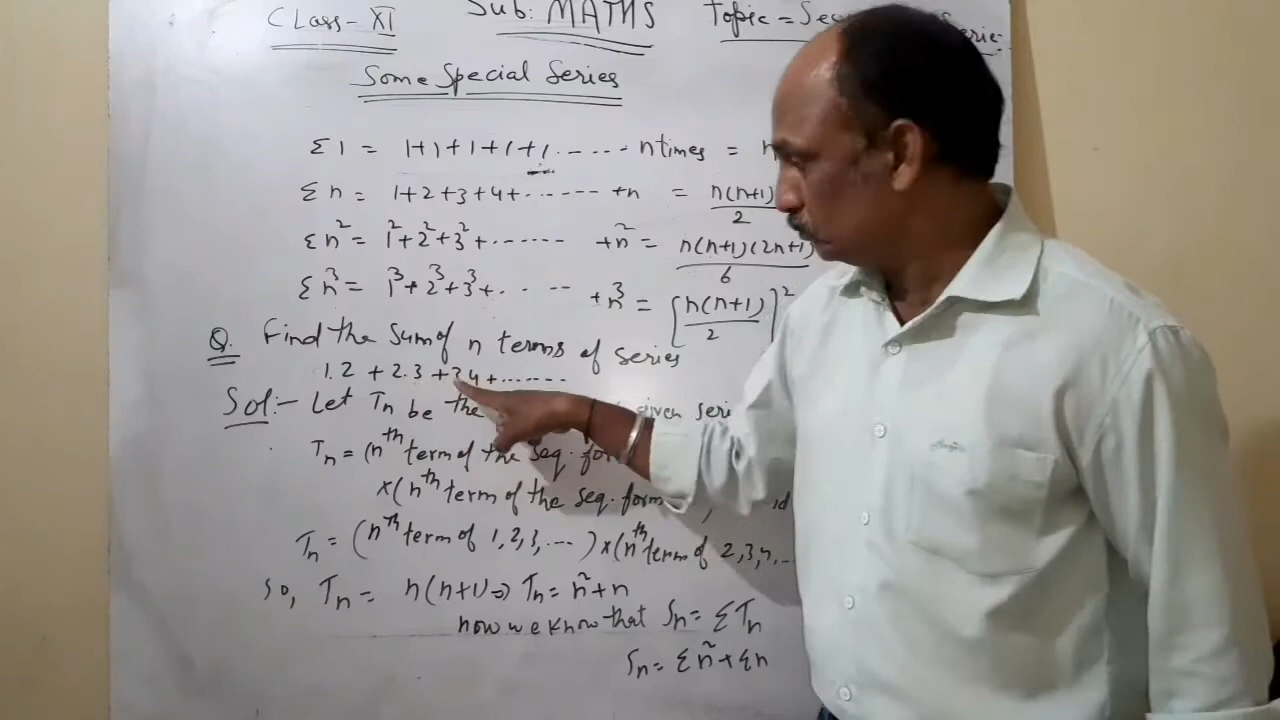 Class - XI Sub: MATHS Topic =
Some Special Series
Σ1 = 1+1+1+1+1. ----- n times = n
Σn = 1+2+3+4+...... +n = n(n+1)/2
Σn² = 1²+2²+3²+...... +n² = n(n+1)(2n+1)/6
Σn³ = 1³+2³+3³+. . -- +n³ = [n(n+1)/2]²
Q. Find the sum of n terms of series
1.2 + 2.3 + 3.4 +.......
Sol:- Let Tn be the given
Tn = (nth term of the seq. for
×(nth term of the seq. form
Tn = (nth term of 1,2,3,...)×(nth term of 2,3,4,..
so, Tn = n(n+1) ⇒ Tn = n²+n
now we know that Sn = ΣTn
Sn = Σn²+Σn